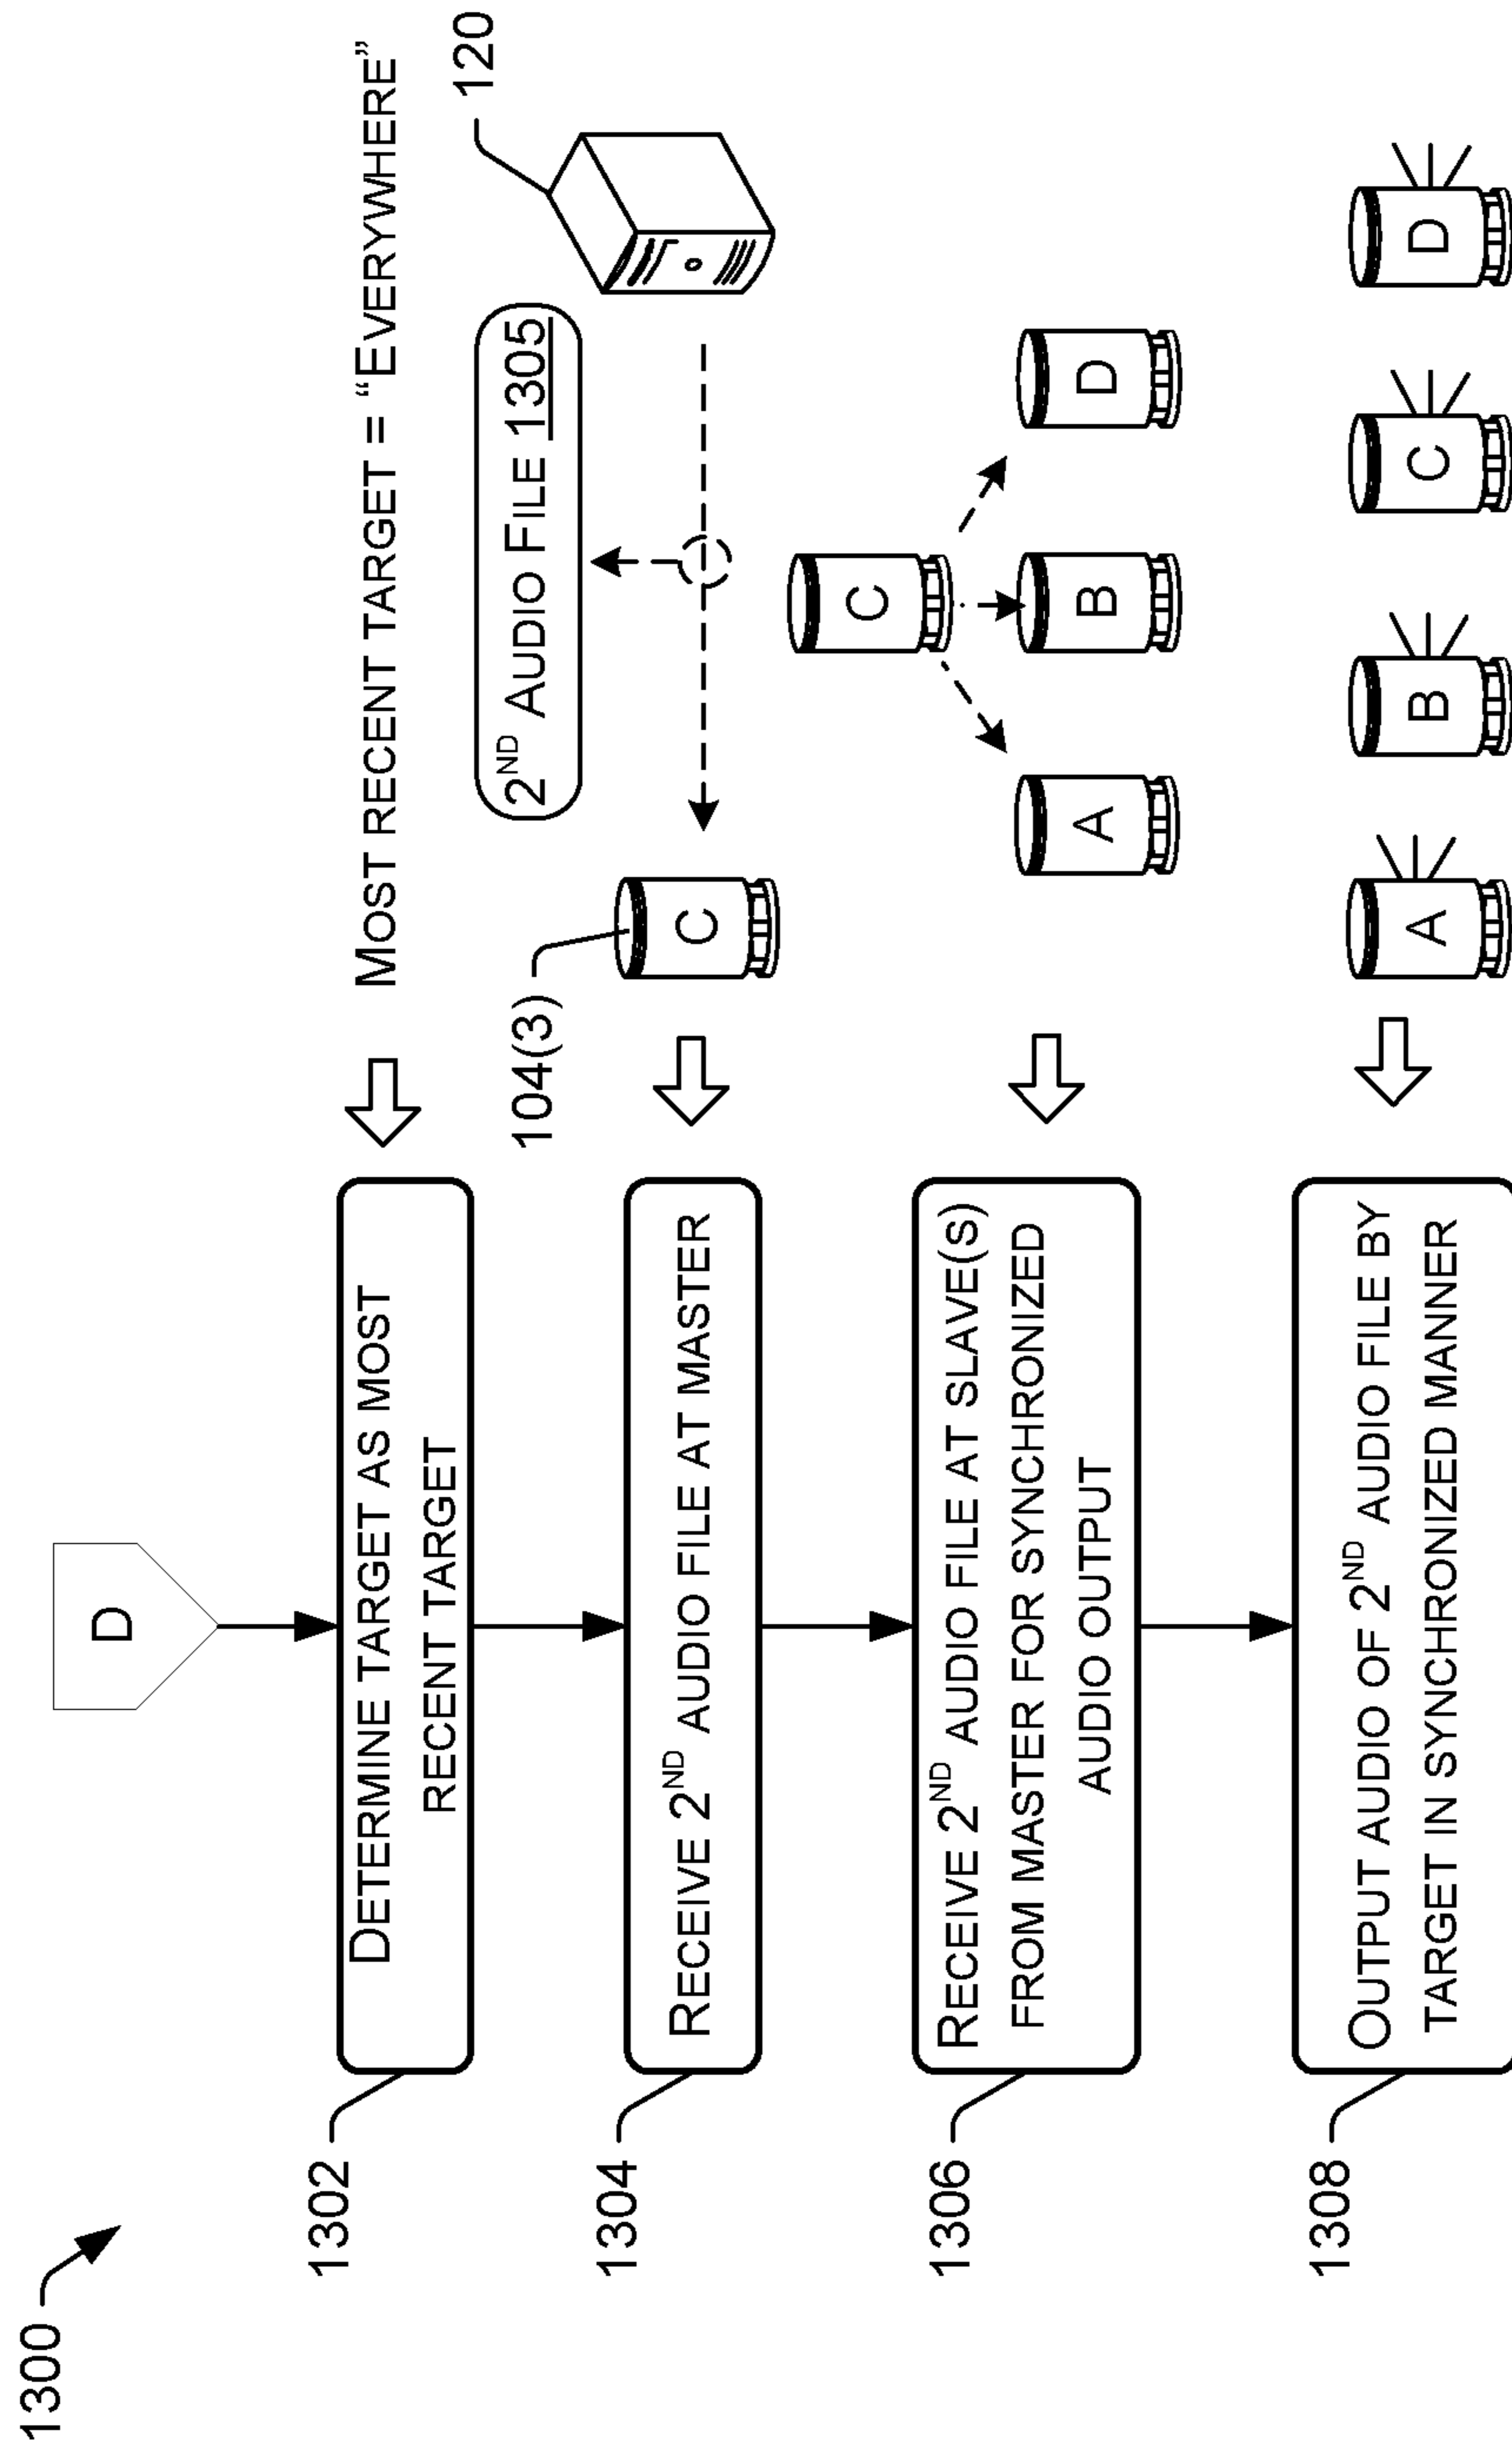 1300
D
1302
DETERMINE TARGET AS MOST
RECENT TARGET
MOST RECENT TARGET = “EVERYWHERE”
1304
RECEIVE 2ND AUDIO FILE AT MASTER
104(3)
C
2ND AUDIO FILE 1305
120
1306
RECEIVE 2ND AUDIO FILE AT SLAVE(S)
FROM MASTER FOR SYNCHRONIZED
AUDIO OUTPUT
C
A
B
D
1308
OUTPUT AUDIO OF 2ND AUDIO FILE BY
TARGET IN SYNCHRONIZED MANNER
A
B
C
D